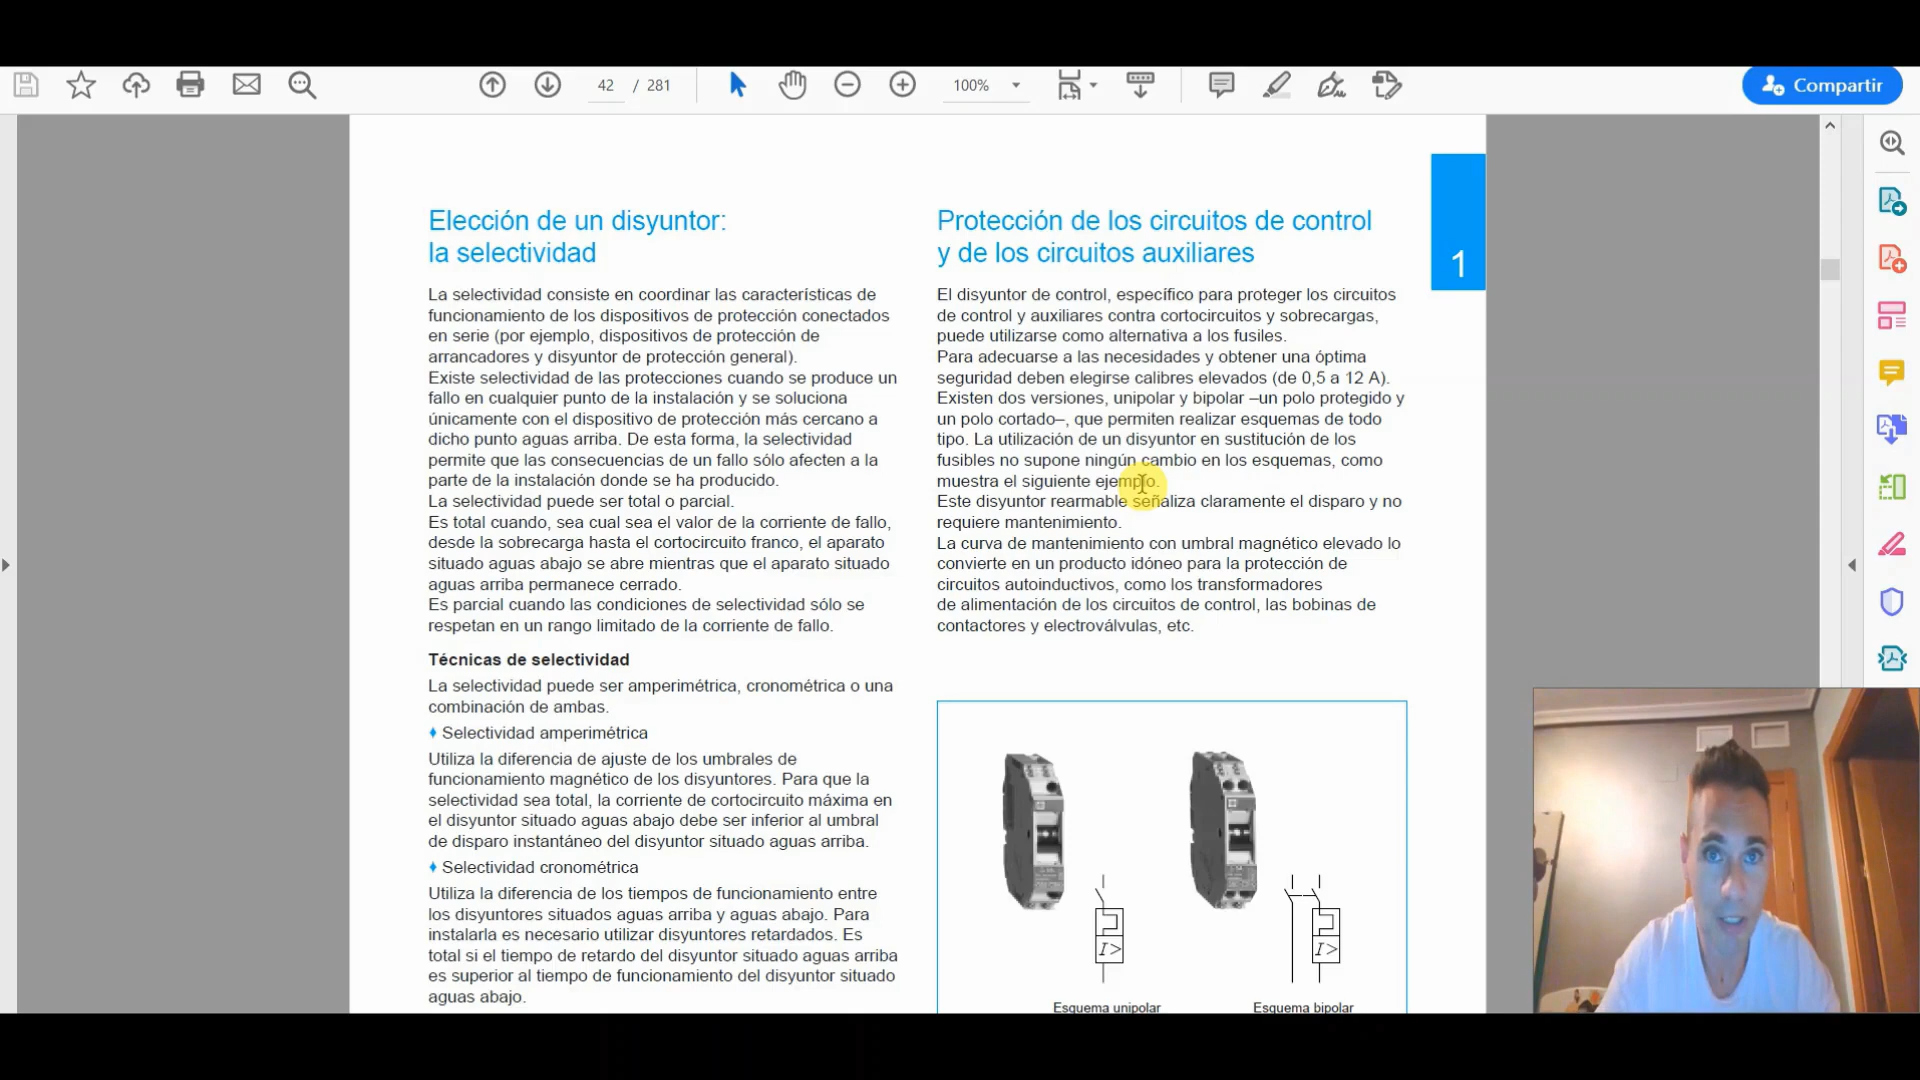 42 / 281
100%
Compartir
1
Elección de un disyuntor:
la selectividad
La selectividad consiste en coordinar las características de
funcionamiento de los dispositivos de protección conectados
en serie (por ejemplo, dispositivos de protección de
arrancadores y disyuntor de protección general).
Existe selectividad de las protecciones cuando se produce un
fallo en cualquier punto de la instalación y se soluciona
únicamente con el dispositivo de protección más cercano a
dicho punto aguas arriba. De esta forma, la selectividad
permite que las consecuencias de un fallo sólo afecten a la
parte de la instalación donde se ha producido.
La selectividad puede ser total o parcial.
Es total cuando, sea cual sea el valor de la corriente de fallo,
desde la sobrecarga hasta el cortocircuito franco, el aparato
situado aguas abajo se abre mientras que el aparato situado
aguas arriba permanece cerrado.
Es parcial cuando las condiciones de selectividad sólo se
respetan en un rango limitado de la corriente de fallo.
Técnicas de selectividad
La selectividad puede ser amperimétrica, cronométrica o una
combinación de ambas.
♦ Selectividad amperimétrica
Utiliza la diferencia de ajuste de los umbrales de
funcionamiento magnético de los disyuntores. Para que la
selectividad sea total, la corriente de cortocircuito máxima en
el disyuntor situado aguas abajo debe ser inferior al umbral
de disparo instantáneo del disyuntor situado aguas arriba.
♦ Selectividad cronométrica
Utiliza la diferencia de los tiempos de funcionamiento entre
los disyuntores situados aguas arriba y aguas abajo. Para
instalarla es necesario utilizar disyuntores retardados. Es
total si el tiempo de retardo del disyuntor situado aguas arriba
es superior al tiempo de funcionamiento del disyuntor situado
aguas abajo.
Protección de los circuitos de control
y de los circuitos auxiliares
El disyuntor de control, específico para proteger los circuitos
de control y auxiliares contra cortocircuitos y sobrecargas,
puede utilizarse como alternativa a los fusiles.
Para adecuarse a las necesidades y obtener una óptima
seguridad deben elegirse calibres elevados (de 0,5 a 12 A).
Existen dos versiones, unipolar y bipolar –un polo protegido y
un polo cortado–, que permiten realizar esquemas de todo
tipo. La utilización de un disyuntor en sustitución de los
fusibles no supone ningún cambio en los esquemas, como
muestra el siguiente ejemplo.
Este disyuntor rearmable señaliza claramente el disparo y no
requiere mantenimiento.
La curva de mantenimiento con umbral magnético elevado lo
convierte en un producto idóneo para la protección de
circuitos autoinductivos, como los transformadores
de alimentación de los circuitos de control, las bobinas de
contactores y electroválvulas, etc.
I>
I>
Esquema unipolar
Esquema bipolar